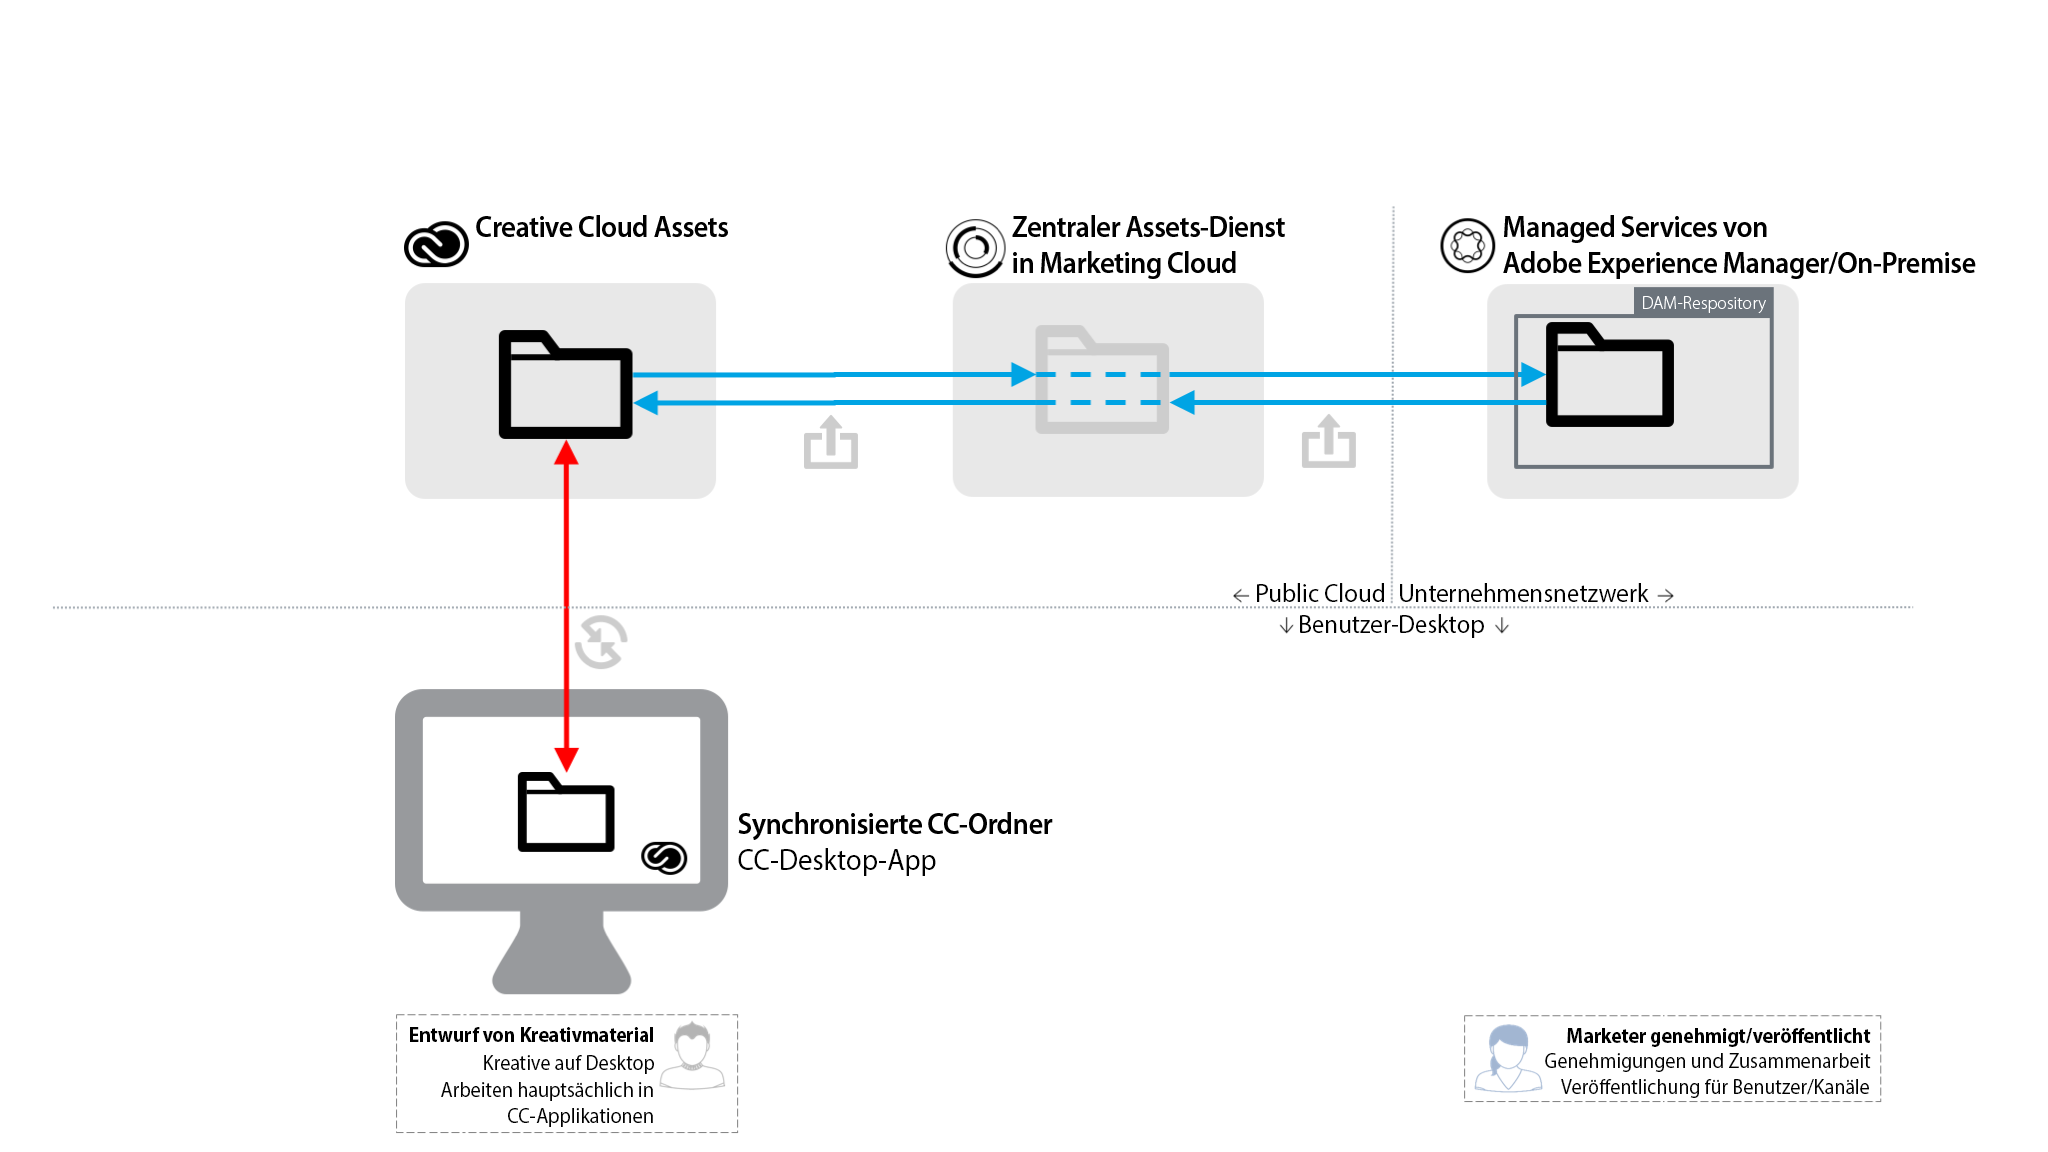 Creative Cloud Assets
Zentraler Assets-Dienst
in Marketing Cloud
Managed Services von
Adobe Experience Manager/On-Premise
DAM-Respository
← Public Cloud
Unternehmensnetzwerk →
↓ Benutzer-Desktop ↓
Synchronisierte CC-Ordner
CC-Desktop-App
Entwurf von Kreativmaterial
Kreative auf Desktop
Arbeiten hauptsächlich in
CC-Applikationen
Marketer genehmigt/veröffentlicht
Genehmigungen und Zusammenarbeit
Veröffentlichung für Benutzer/Kanäle